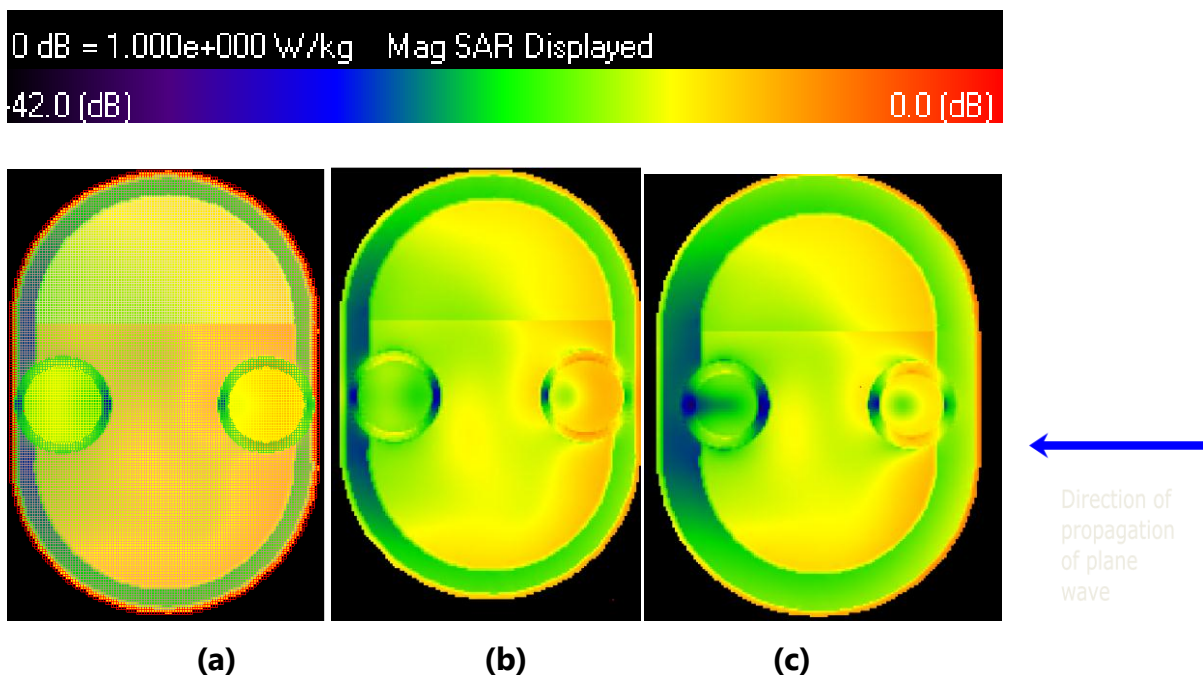 0 dB = 1.000e+000 W/kg Mag SAR Displayed
-42.0 (dB) 0.0 (dB)
Direction of
propagation
of plane
wave
(a) (b) (c)